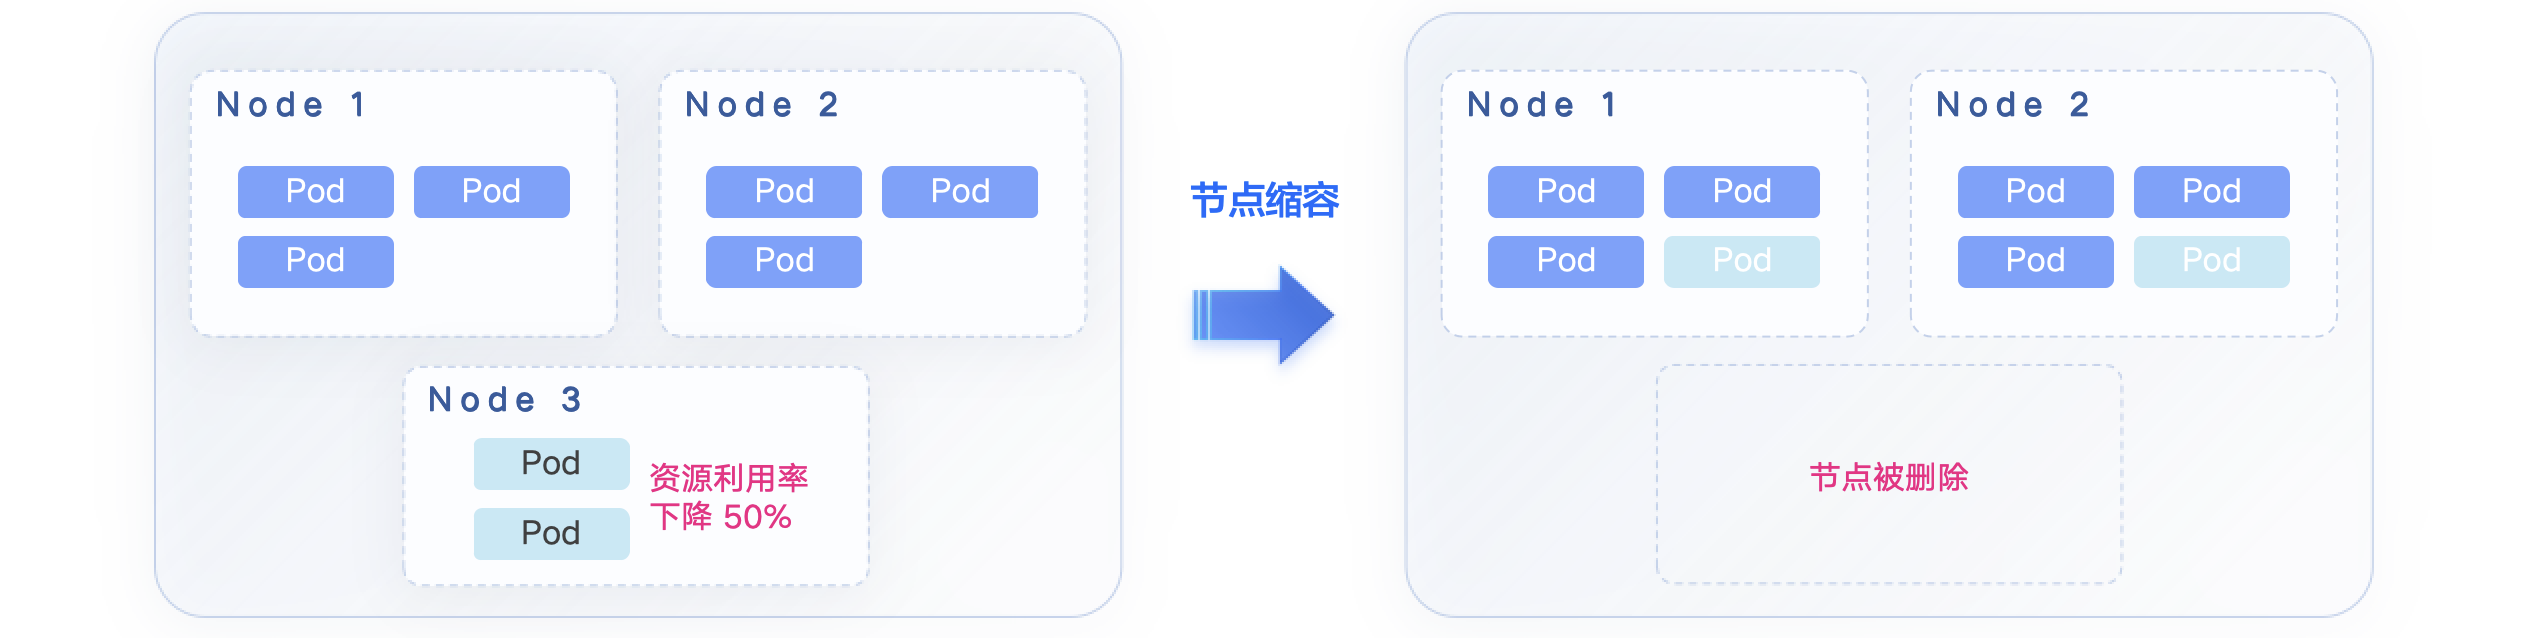 Node 1
Pod Pod
Pod
Node 2
Pod Pod
Pod
Node 3
Pod
Pod
资源利用率
下降 50%
节点缩容
Node 1
Pod Pod
Pod Pod
Node 2
Pod Pod
Pod Pod
节点被删除